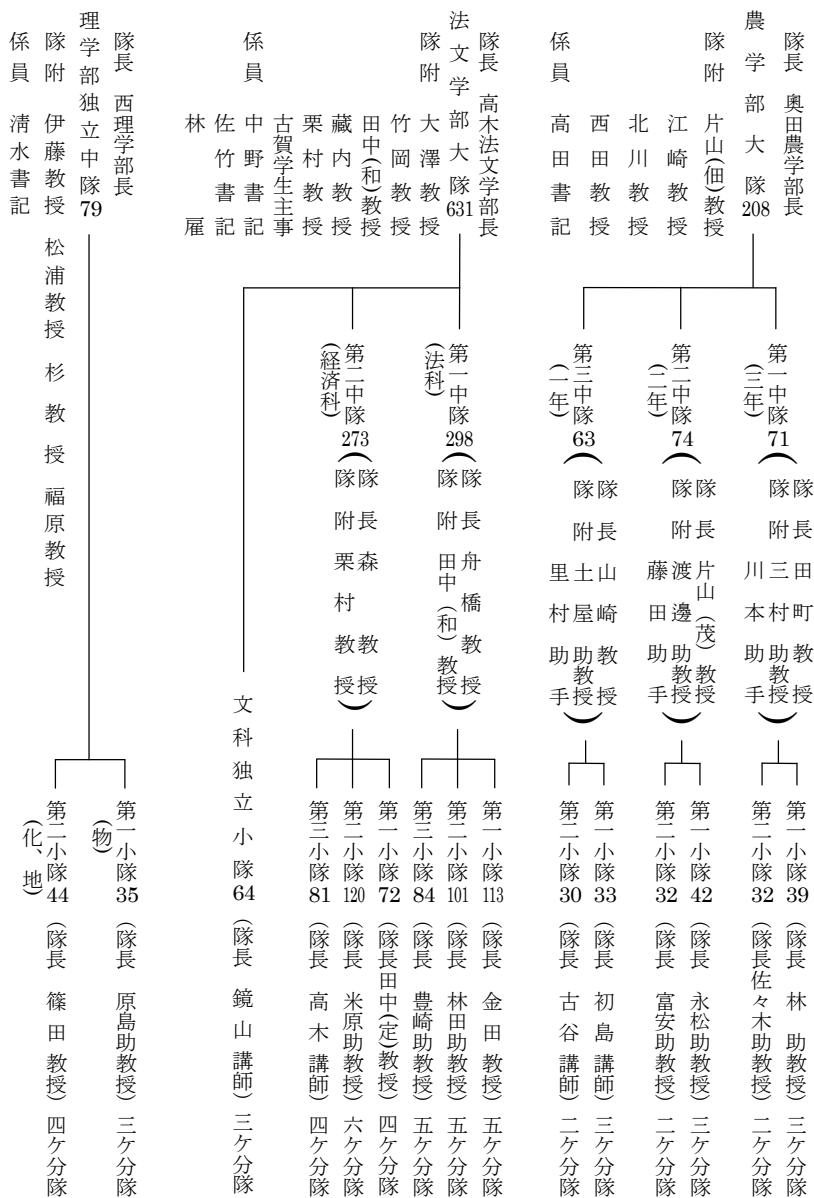 隊長 奥田農学部長
農学部大隊208
隊附 片山(佃)教授
江崎教授
北川教授
西田教授
係員 高田書記
第一中隊71
(三年)
(隊長 田町教授
隊附 三村助教授
川本助手)
第一小隊39 (隊長 林助教授) 三ケ分隊
第二小隊32 (隊長佐々木助教授) 二ケ分隊
第二中隊74
(二年)
(隊長 片山(茂)教授
隊附 渡邊助教授
藤田助手)
第一小隊42 (隊長 永松助教授) 三ケ分隊
第二小隊32 (隊長 富安助教授) 二ケ分隊
第三中隊63
(一年)
(隊長 山崎教授
隊附 土屋助教授
里村助手)
第一小隊33 (隊長 初島講師) 三ケ分隊
第二小隊30 (隊長 古谷講師) 二ケ分隊
隊長 高木法文学部長
法文学部大隊631
隊附 大澤教授
竹岡教授
田中(和)教授
藏内教授
栗村教授
古賀学生主事
係員 中野書記
佐竹書記
林雇
第一中隊298
(法科)
(隊長 舟橋教授
隊附 田中(和)教授)
第一小隊113 (隊長 金田教授) 五ケ分隊
第二小隊101 (隊長 林田助教授) 五ケ分隊
第三小隊84 (隊長 豊崎助教授) 五ケ分隊
第二中隊273
(経済科)
(隊長 森教授
隊附 栗村教授)
第一小隊72 (隊長田中(定)教授) 四ケ分隊
第二小隊120 (隊長 米原助教授) 六ケ分隊
第三小隊81 (隊長 高木講師) 四ケ分隊
文科独立小隊64 (隊長 鏡山講師) 三ケ分隊
隊長 西理学部長
理学部独立中隊79
隊附 伊藤教授 松浦教授 杉教授 福原教授
係員 淸水書記
第一小隊35 (隊長 原島助教授) 三ケ分隊
(物)
第二小隊44 (隊長 篠田教授) 四ケ分隊
(化、地)